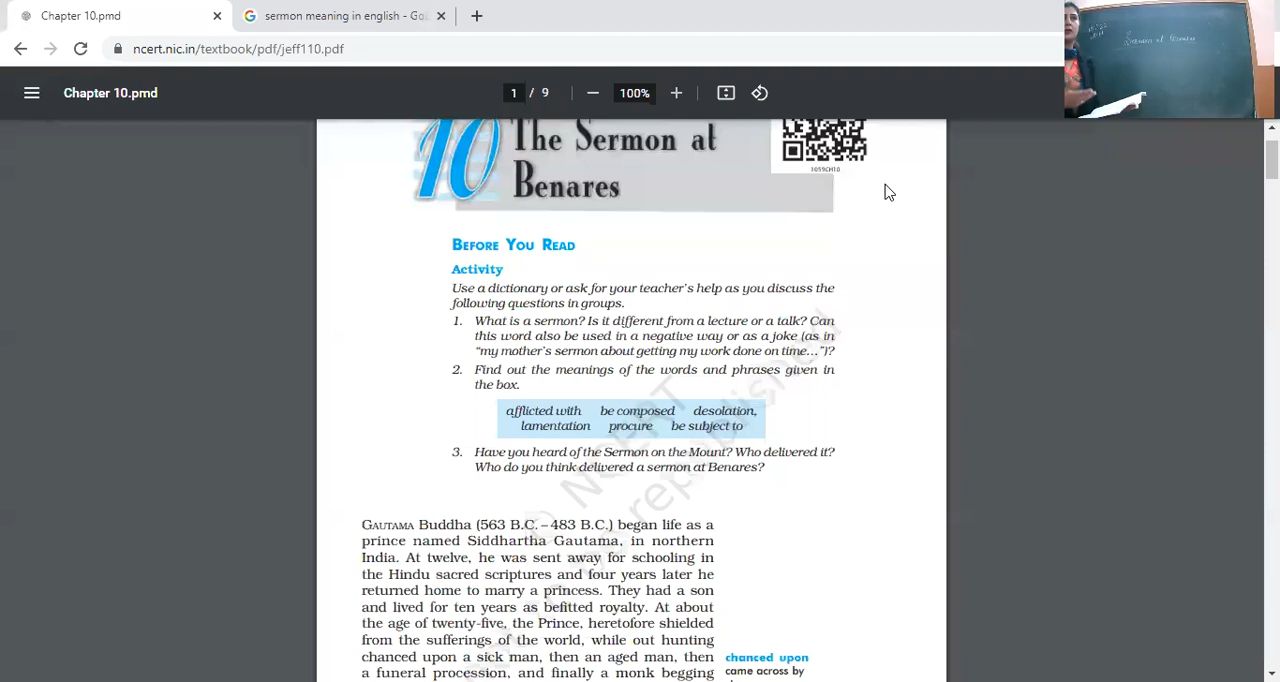 Chapter 10.pmd
sermon meaning in english - Go
ncert.nic.in/textbook/pdf/jeff110.pdf
Chapter 10.pmd
1 / 9
100%
Sermon at Benares
10
The Sermon at
Benares
1059CH10
BEFORE YOU READ
Activity
Use a dictionary or ask for your teacher's help as you discuss the
following questions in groups.
1. What is a sermon? Is it different from a lecture or a talk? Can
this word also be used in a negative way or as a joke (as in
“my mother's sermon about getting my work done on time…”)?
2. Find out the meanings of the words and phrases given in
the box.
afflicted with be composed desolation,
lamentation procure be subject to
3. Have you heard of the Sermon on the Mount? Who delivered it?
Who do you think delivered a sermon at Benares?
© NCERT
republished
GAUTAMA Buddha (563 B.C. – 483 B.C.) began life as a
prince named Siddhartha Gautama, in northern
India. At twelve, he was sent away for schooling in
the Hindu sacred scriptures and four years later he
returned home to marry a princess. They had a son
and lived for ten years as befitted royalty. At about
the age of twenty-five, the Prince, heretofore shielded
from the sufferings of the world, while out hunting
chanced upon a sick man, then an aged man, then
a funeral procession, and finally a monk begging
chanced upon
came across by